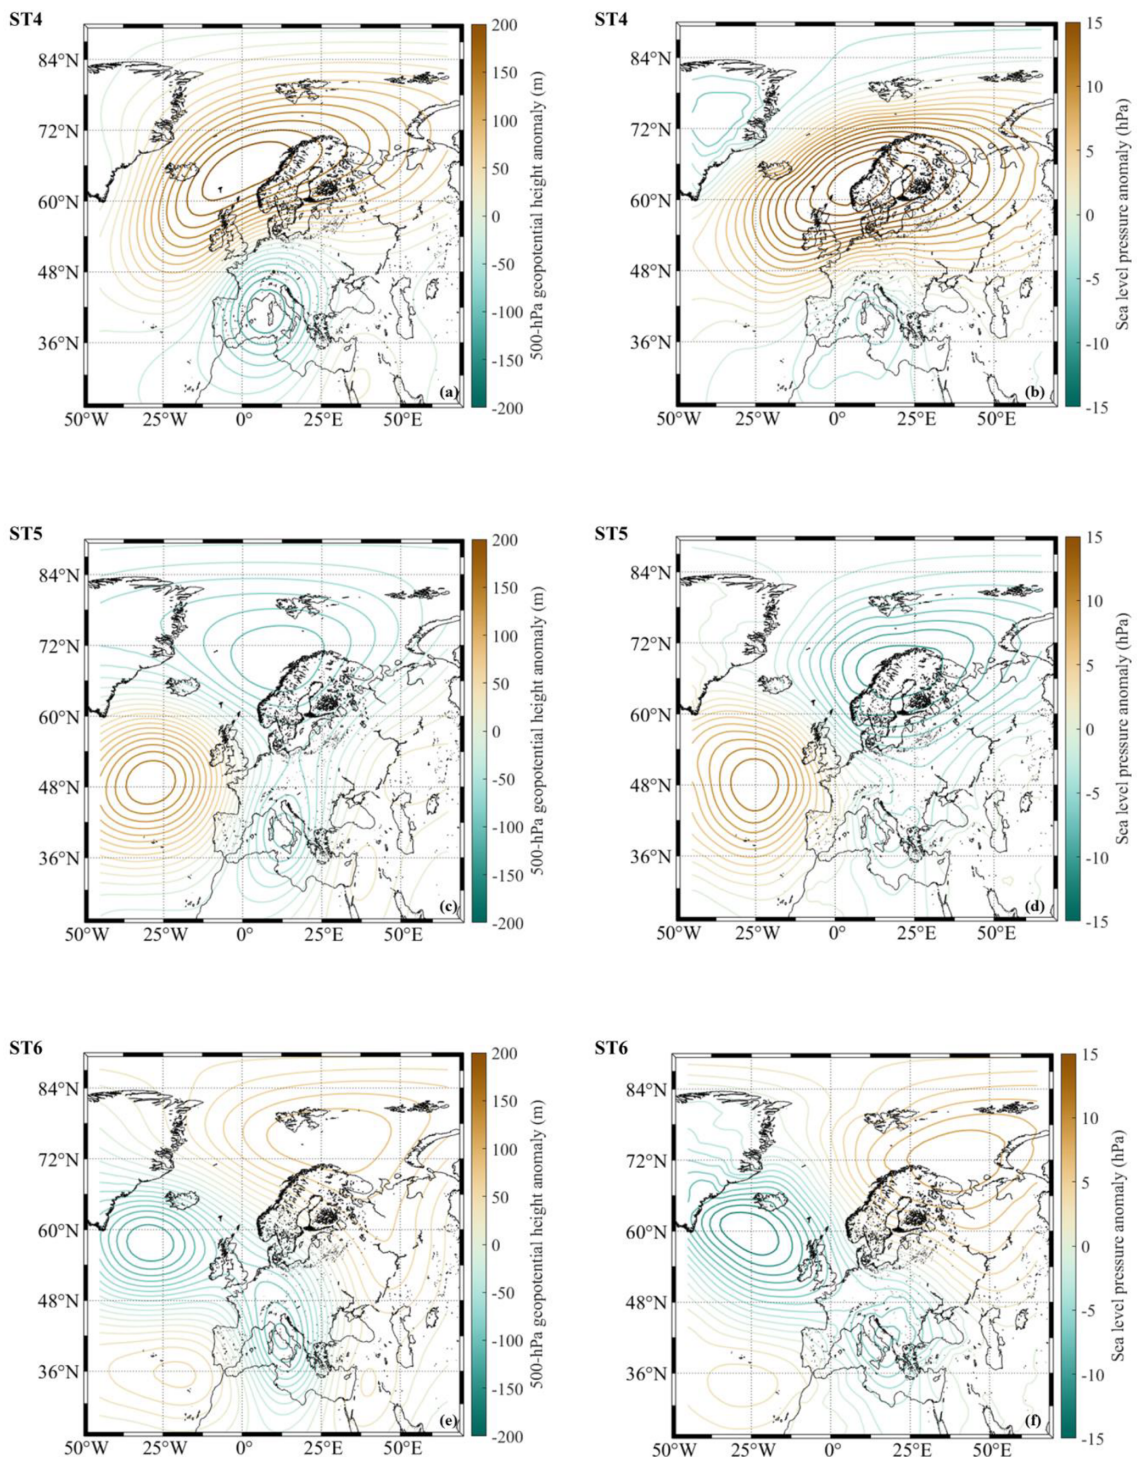 ST4
84°N
72°N
60°N
48°N
36°N
50°W 25°W 0° 25°E 50°E
(a)
200
150
100
50
0
-50
-100
-150
-200
500-hPa geopotential height anomaly (m)
ST4
84°N
72°N
60°N
48°N
36°N
50°W 25°W 0° 25°E 50°E
(b)
15
10
5
0
-5
-10
-15
Sea level pressure anomaly (hPa)
ST5
84°N
72°N
60°N
48°N
36°N
50°W 25°W 0° 25°E 50°E
(c)
200
150
100
50
0
-50
-100
-150
-200
500-hPa geopotential height anomaly (m)
ST5
84°N
72°N
60°N
48°N
36°N
50°W 25°W 0° 25°E 50°E
(d)
15
10
5
0
-5
-10
-15
Sea level pressure anomaly (hPa)
ST6
84°N
72°N
60°N
48°N
36°N
50°W 25°W 0° 25°E 50°E
(e)
200
150
100
50
0
-50
-100
-150
-200
500-hPa geopotential height anomaly (m)
ST6
84°N
72°N
60°N
48°N
36°N
50°W 25°W 0° 25°E 50°E
(f)
15
10
5
0
-5
-10
-15
Sea level pressure anomaly (hPa)